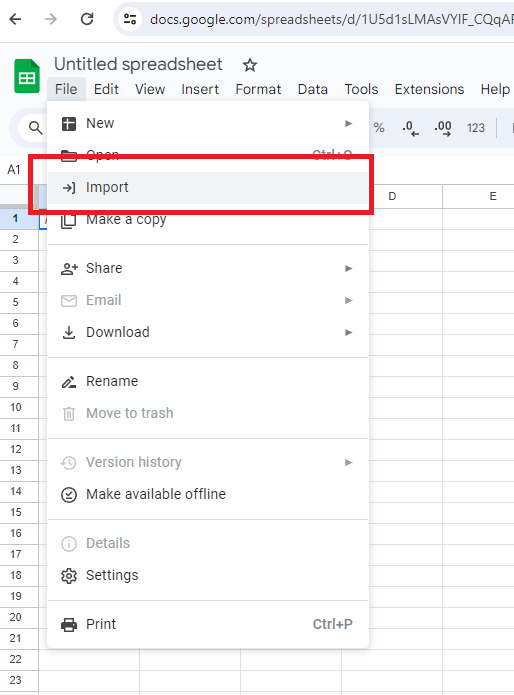 docs.google.com/spreadsheets/d/1U5d1sLMAsVYIF_CQqAP
Untitled spreadsheet
File Edit View Insert Format Data Tools Extensions Help
% .0 .00 123
A1
New
Open Ctrl+O
Import
Make a copy
D E
Share
Email
Download
Rename
Move to trash
Version history
Make available offline
Details
Settings
Print Ctrl+P
1
2
3
4
5
6
7
8
9
10
11
12
13
14
15
16
17
18
19
20
21
22
23